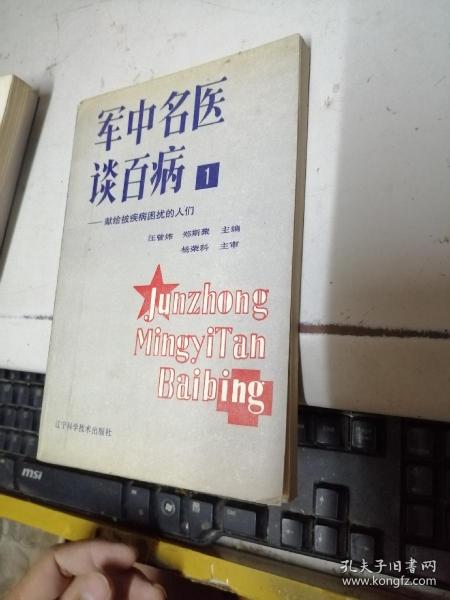 军中名医
谈百病 1
——献给被疾病困扰的人们
汪曾炜 郑斯聚 主编
杨荣科 主审
Junzhong
MingyiTan
Baibing
辽宁科学技术出版社
msi
孔夫子旧书网
www.kongfz.com